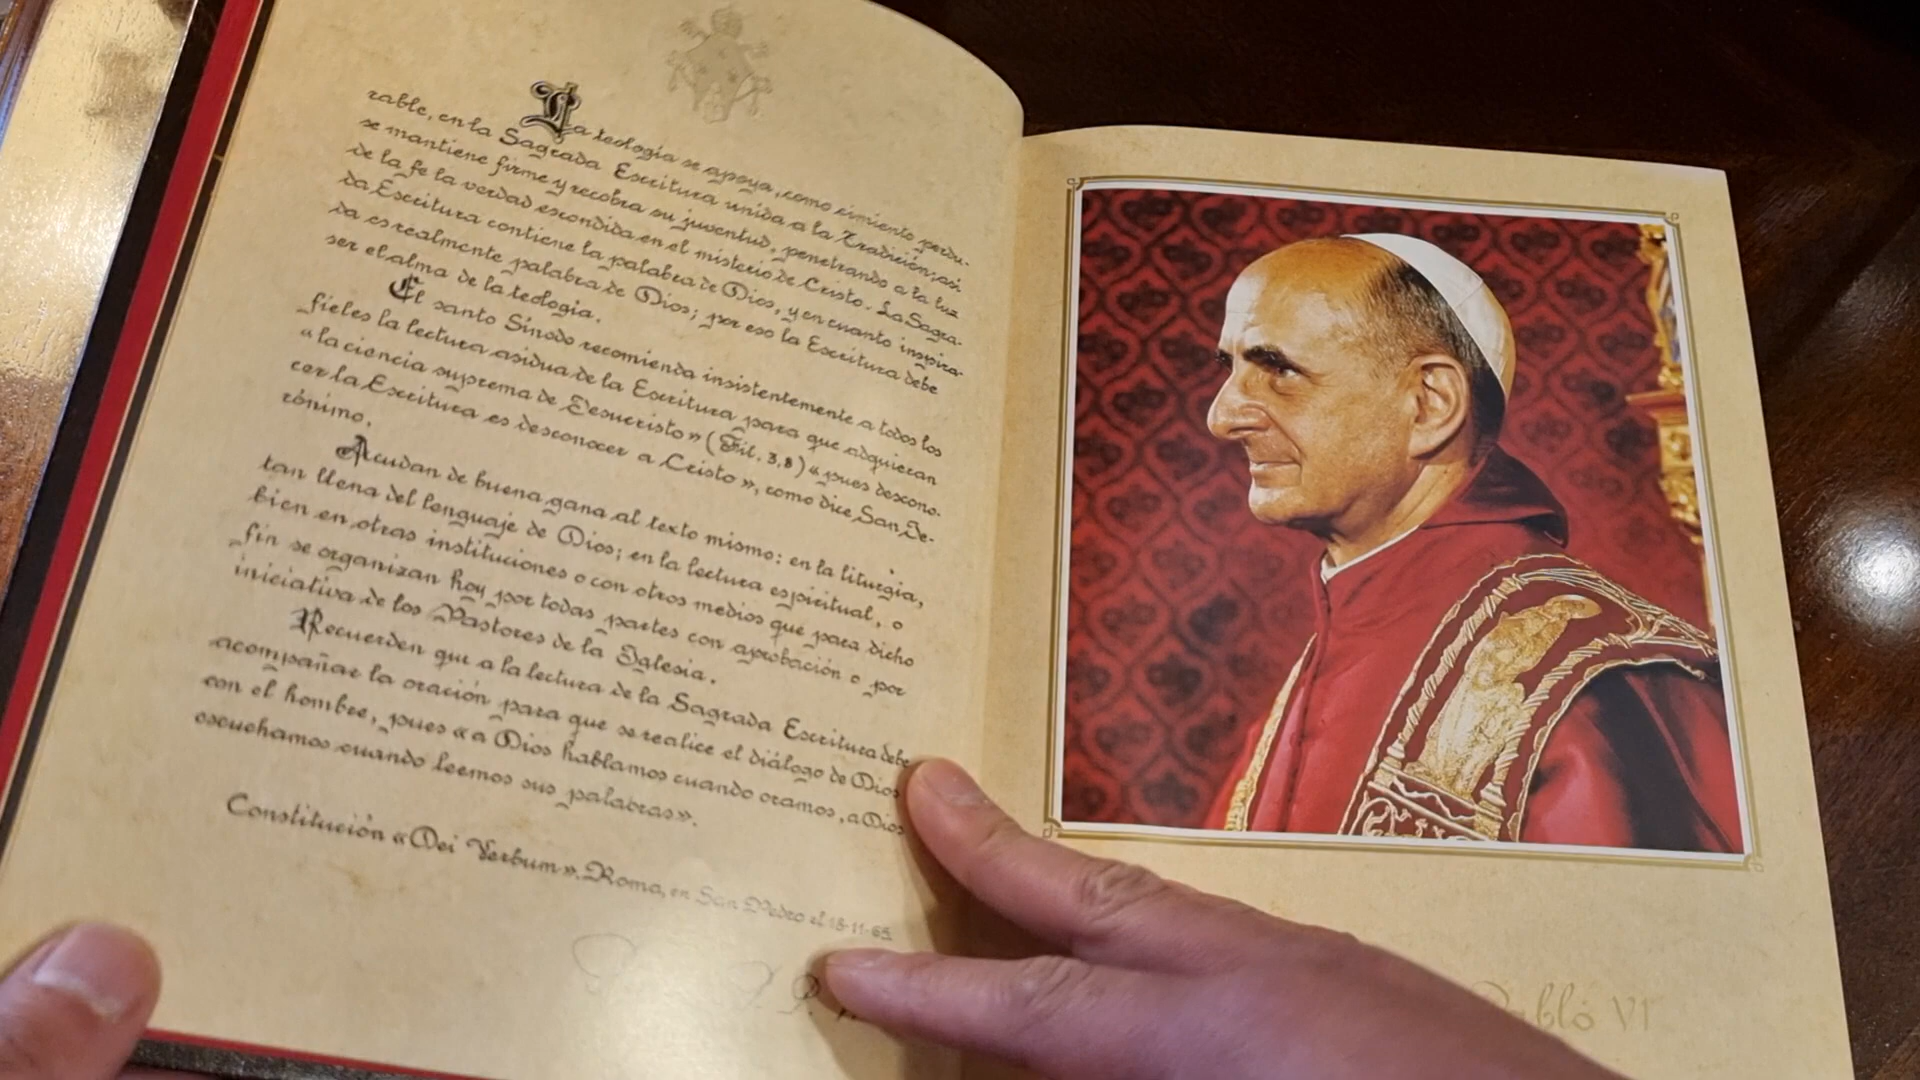 La teología se apoya, como cimiento perdu-
rable, en la Sagrada Escritura unida a la Tradición; así
se mantiene firme y recobra su juventud, penetrando a la luz
de la fe la verdad escondida en el misterio de Cristo. La Sagra-
da Escritura contiene la palabra de Dios, y en cuanto inspira-
da es realmente palabra de Dios; por eso la Escritura debe
ser el alma de la teología.
El santo Sínodo recomienda insistentemente a todos los
fieles la lectura asidua de la Escritura para que adquieran
«la ciencia suprema de Jesucristo» (Fil. 3,8) «pues descono-
cer la Escritura es desconocer a Cristo», como dice San Je-
rónimo.
Acudan de buena gana al texto mismo: en la liturgia,
tan llena del lenguaje de Dios; en la lectura espiritual, o
bien en otras instituciones o con otros medios que para dicho
fin se organizan hoy por todas partes con aprobación o por
iniciativa de los Pastores de la Iglesia.
Recuerden que a la lectura de la Sagrada Escritura debe
acompañar la oración para que se realice el diálogo de Dios
con el hombre, pues «a Dios hablamos cuando oramos, a Dios
escuchamos cuando leemos sus palabras».
Constitución «Dei Verbum». Roma, en San Pedro el 18-11-65
Pablo VI